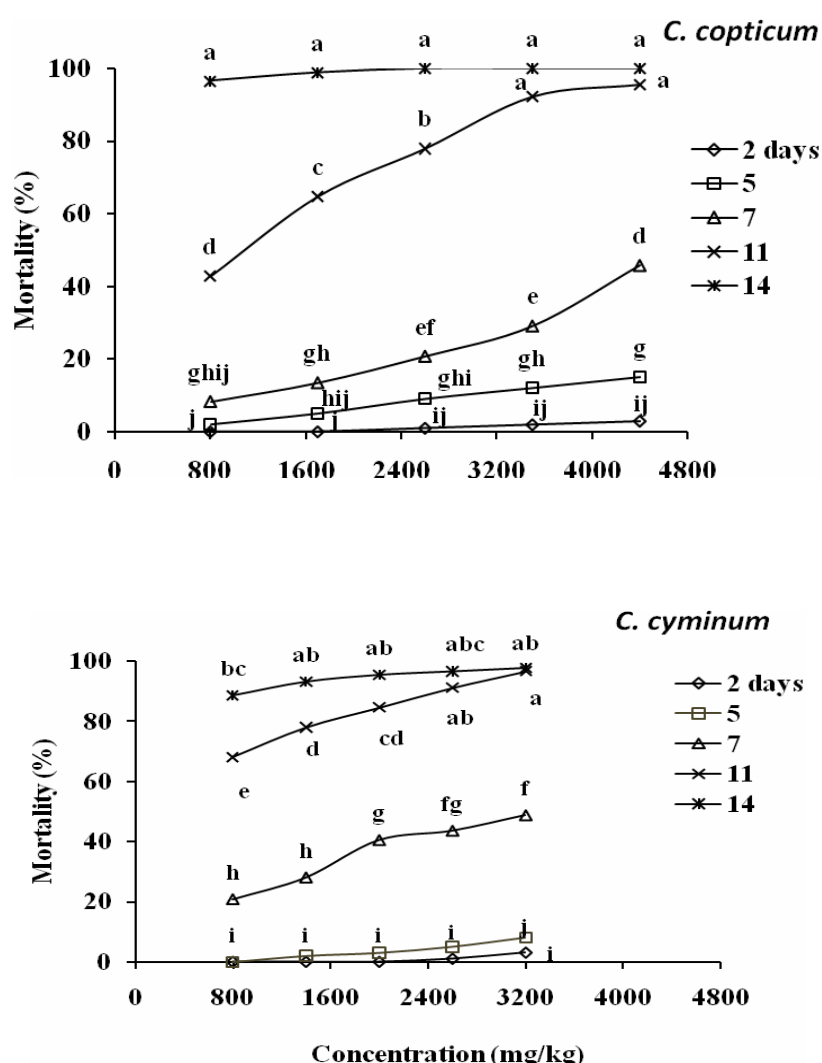 C. copticum
a a a a a
100
a a
80
b
c
60
d d
40
e
ef
20
ghij gh ghi gh g
j hij j ij ij ij
0
0 800 1600 2400 3200 4000 4800
Mortality (%)
2 days
5
7
11
14
C. cyminum
bc ab ab abc ab
100
80
e d cd ab a
60
40
h h g fg f
20
i i i i j
0
j
0 800 1600 2400 3200 4000 4800
Mortality (%)
Concentration (mg/kg)
2 days
5
7
11
14